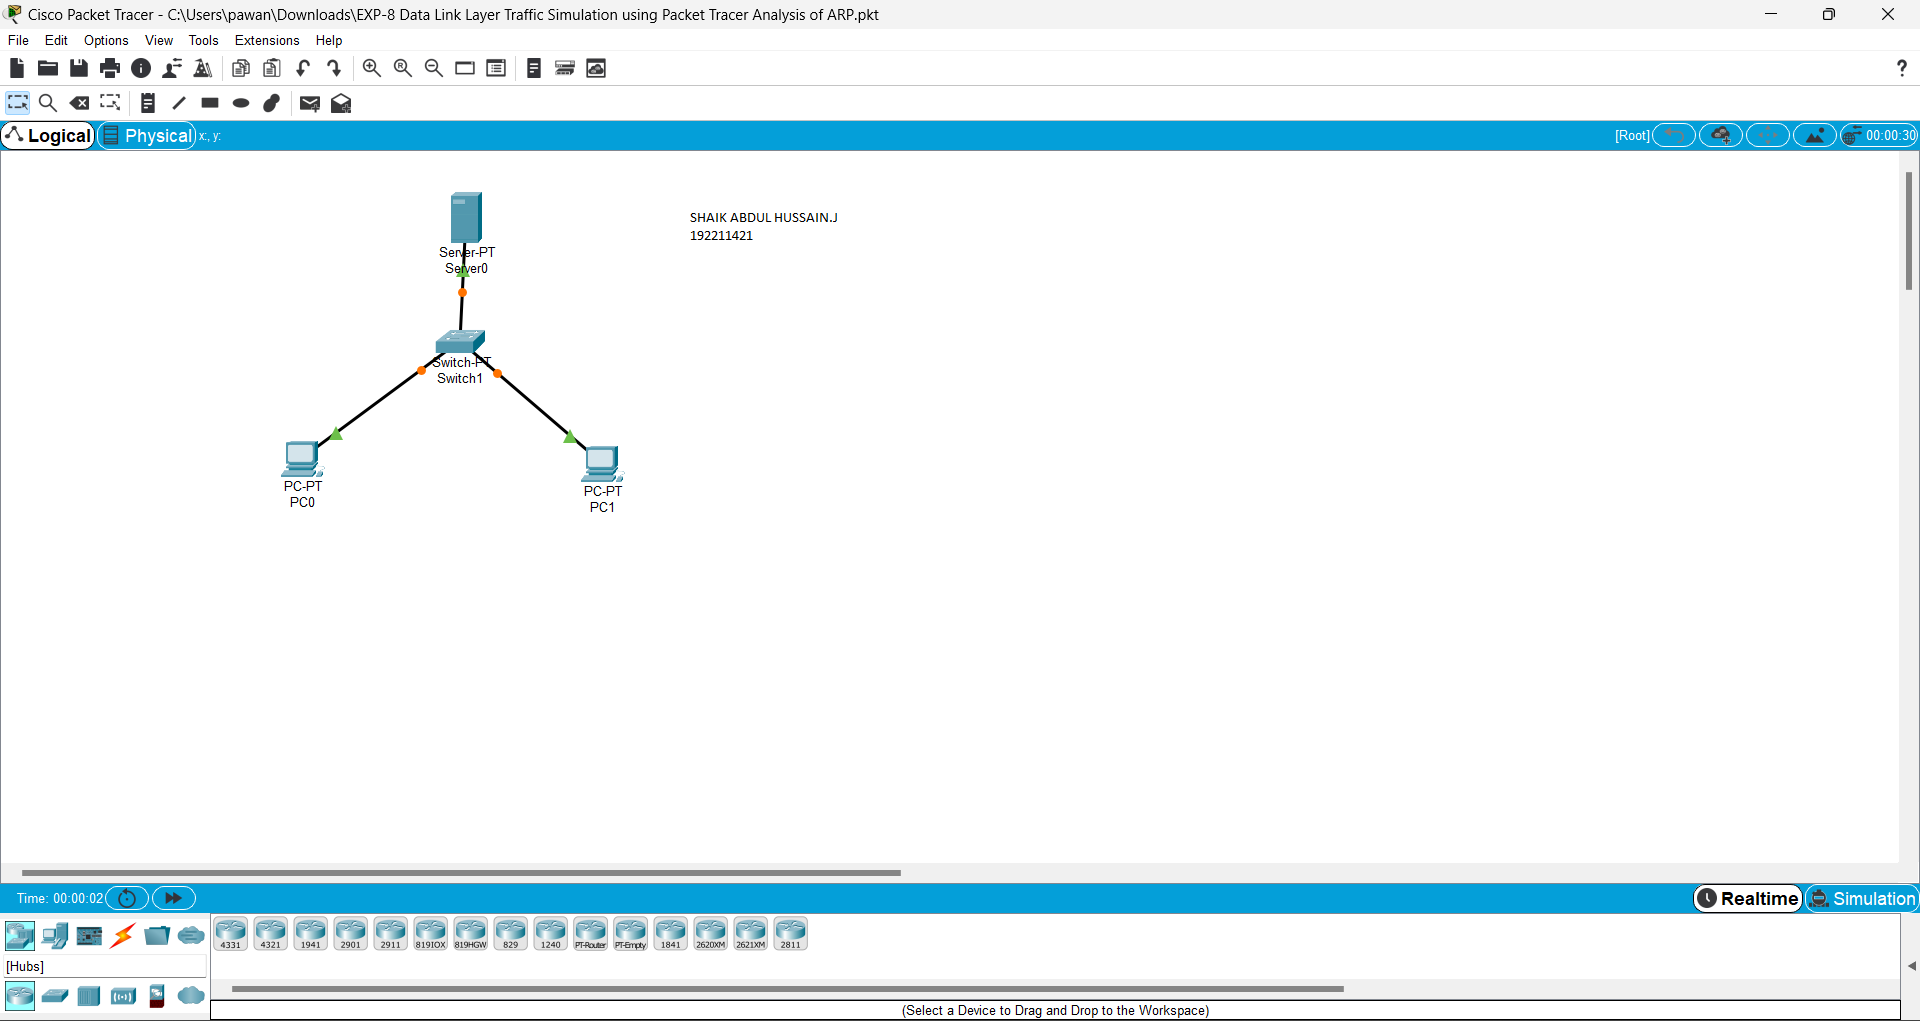 Cisco Packet Tracer - C:\Users\pawan\Downloads\EXP-8 Data Link Layer Traffic Simulation using Packet Tracer Analysis of ARP.pkt
File Edit Options View Tools Extensions Help
?
Logical Physical x:, y: [Root] 00:00:30
SHAIK ABDUL HUSSAIN.J
192211421
Server-PT
Server0
Switch-PT
Switch1
PC-PT
PC0
PC-PT
PC1
Time: 00:00:02 Realtime Simulation
4331 4321 1941 2901 2911 819IOX 819HGW 829 1240 PT-Router PT-Empty 1841 2620XM 2621XM 2811
[Hubs]
(Select a Device to Drag and Drop to the Workspace)